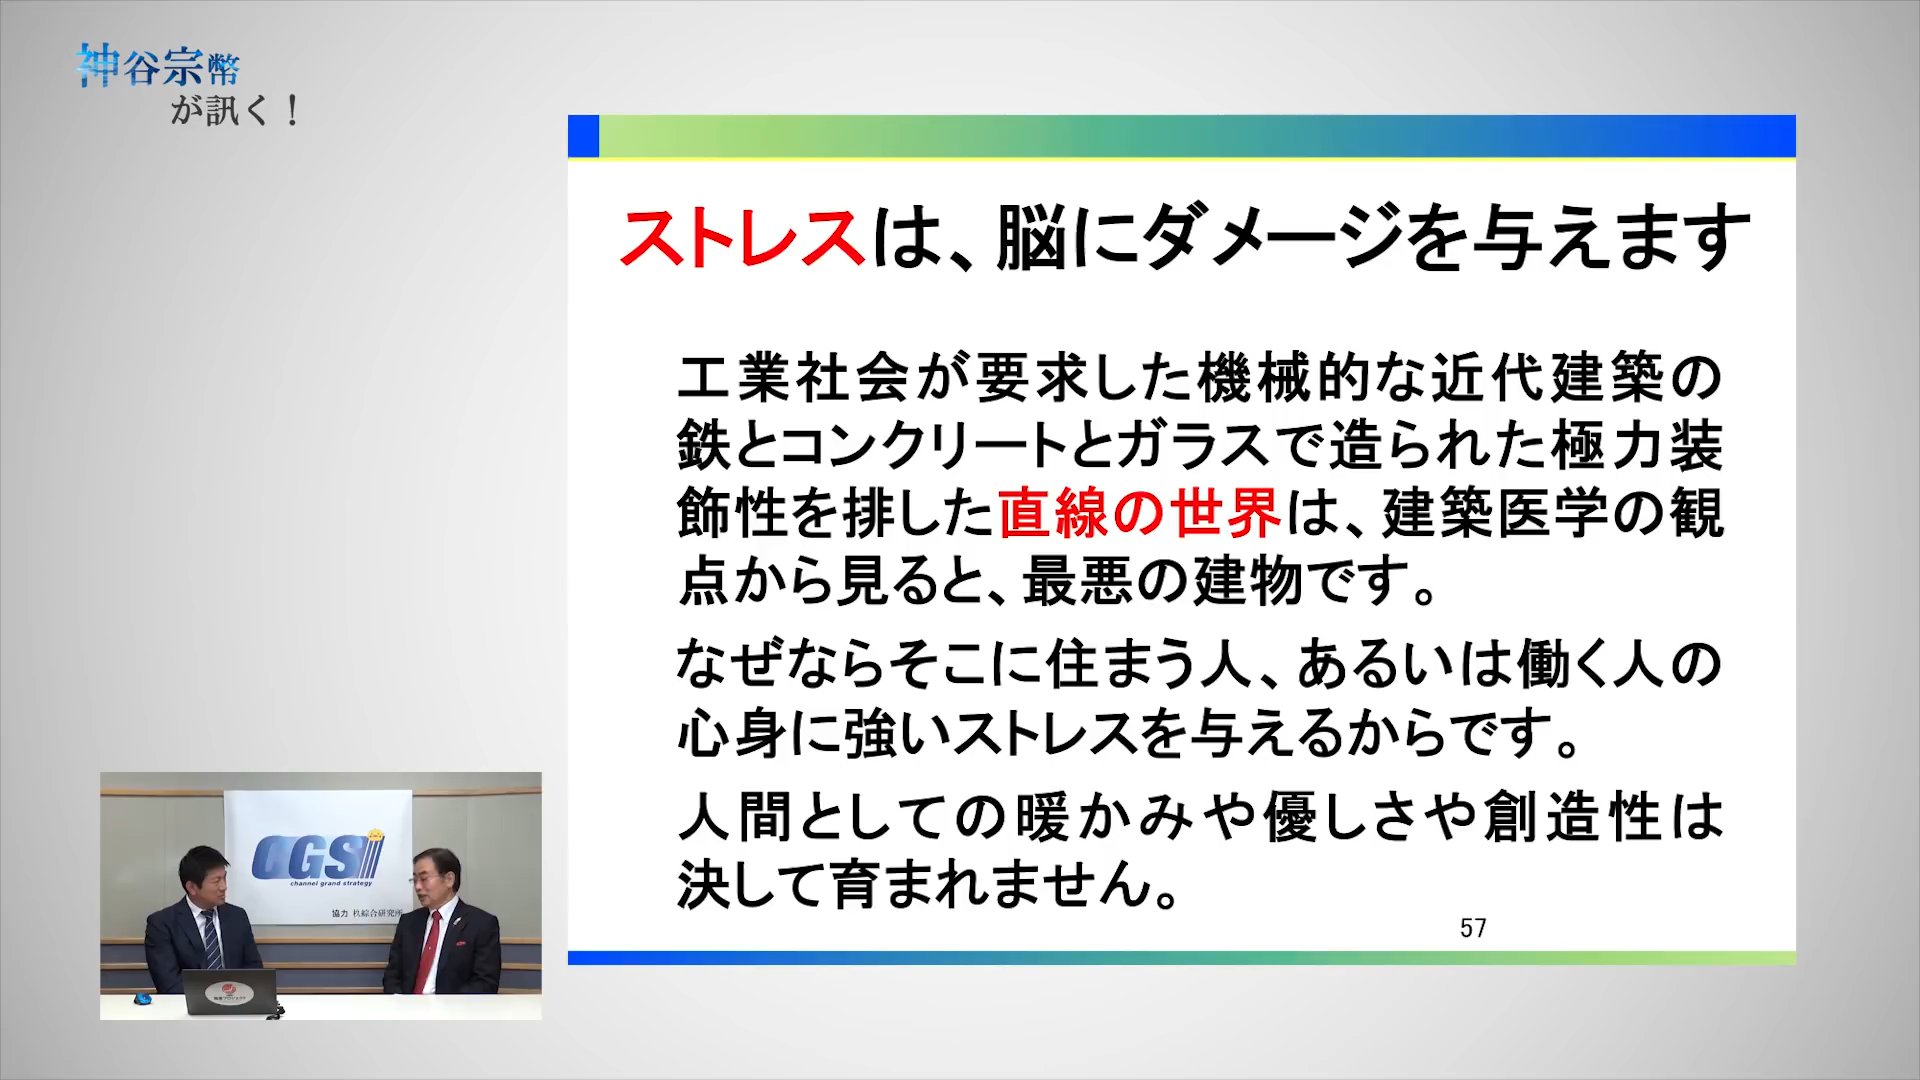 神谷宗幣
が訊く！
ストレスは、脳にダメージを与えます
工業社会が要求した機械的な近代建築の
鉄とコンクリートとガラスで造られた極力装
飾性を排した直線の世界は、建築医学の観
点から見ると、最悪の建物です。
なぜならそこに住まう人、あるいは働く人の
心身に強いストレスを与えるからです。
人間としての暖かみや優しさや創造性は
決して育まれません。
57
CGS
channel grand strategy
協力 杦綜合研究所